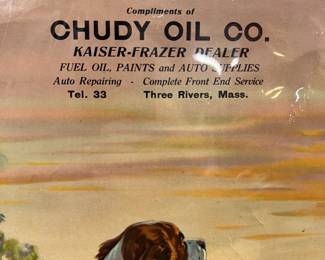 Compliments of
CHUDY OIL CO.
KAISER-FRAZER DEALER
FUEL OIL, PAINTS and AUTO SUPPLIES
Auto Repairing - Complete Front End Service
Tel. 33 Three Rivers, Mass.